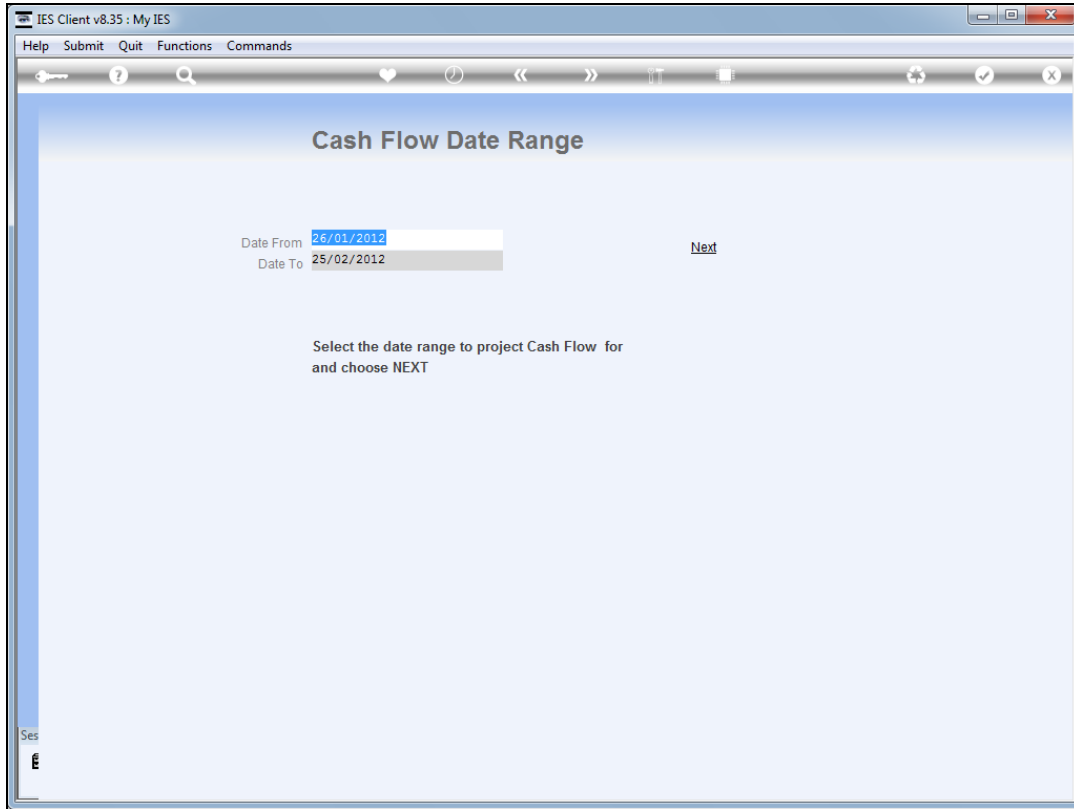 IES Client v8.35 : My IES
Help Submit Quit Functions Commands
Cash Flow Date Range
Date From 26/01/2012
Next
Date To 25/02/2012
Select the date range to project Cash Flow for
and choose NEXT
Ses